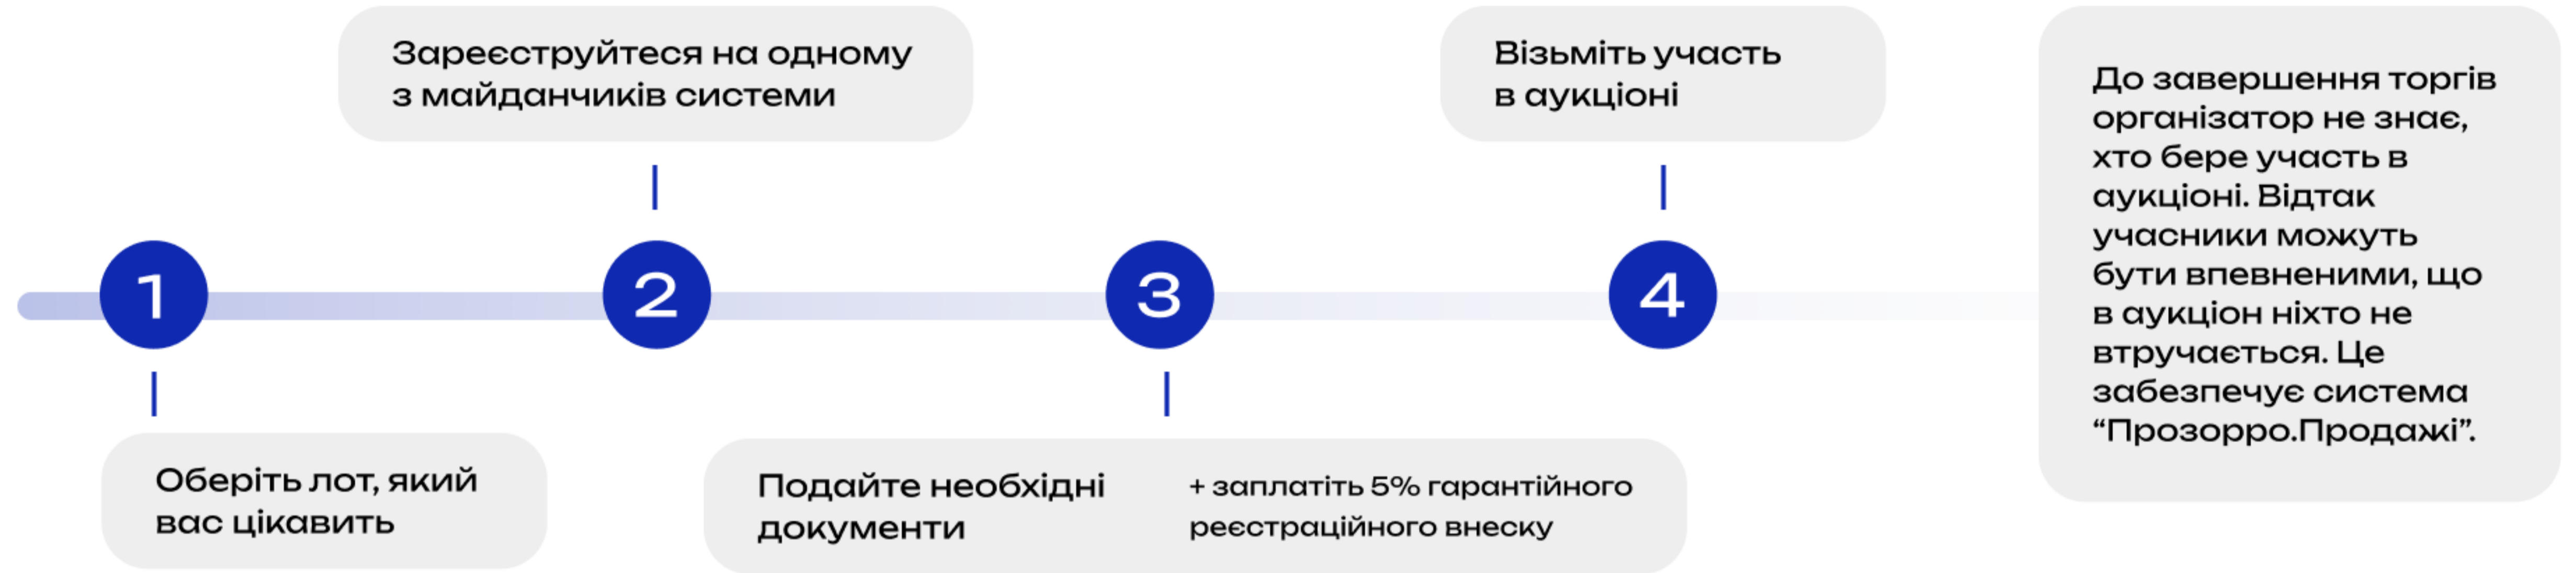 1
Оберіть лот, який
вас цікавить
2
Зареєструйтеся на одному
з майданчиків системи
3
Подайте необхідні
документи
+ заплатіть 5% гарантійного
реєстраційного внеску
4
Візьміть участь
в аукціоні
До завершення торгів
організатор не знає,
хто бере участь в
аукціоні. Відтак
учасники можуть
бути впевненими, що
в аукціон ніхто не
втручається. Це
забезпечує система
“Прозорро.Продажі”.